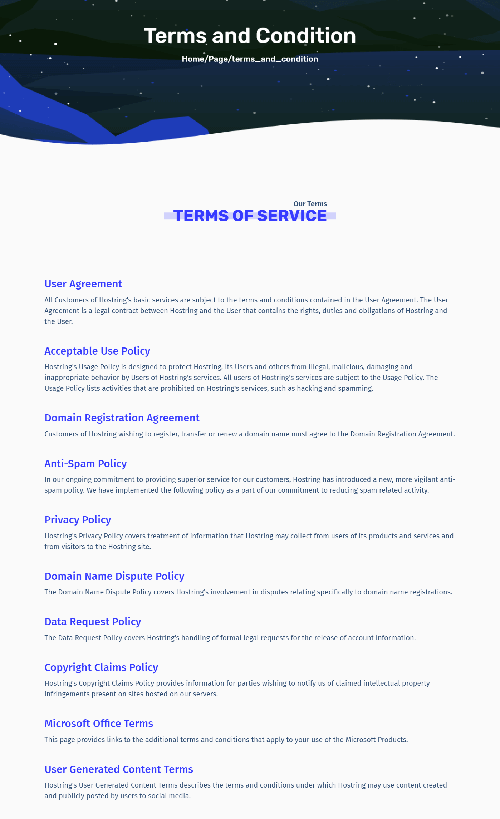 Terms and Condition
Home/Page/terms_and_condition
Our Terms
TERMS OF SERVICE
User Agreement
All Customers of Hostring's basic services are subject to the terms and conditions contained in the User Agreement. The User
Agreement is a legal contract between Hostring and the User that contains the rights, duties and obligations of Hostring and
the User.
Acceptable Use Policy
Hostring's Usage Policy is designed to protect Hostring, its Users and others from illegal, malicious, damaging and
inappropriate behavior by Users of Hostring's services. All users of Hostring's services are subject to the Usage Policy. The
Usage Policy lists activities that are prohibited on Hostring's services, such as hacking and spamming.
Domain Registration Agreement
Customers of Hostring wishing to register, transfer or renew a domain name must agree to the Domain Registration Agreement.
Anti-Spam Policy
In our ongoing commitment to providing superior service for our customers, Hostring has introduced a new, more vigilant anti-
spam policy. We have implemented the following policy as a part of our commitment to reducing spam related activity.
Privacy Policy
Hostring's Privacy Policy covers treatment of information that Hostring may collect from users of its products and services and
from visitors to the Hostring site.
Domain Name Dispute Policy
The Domain Name Dispute Policy covers Hostring's involvement in disputes relating specifically to domain name registrations.
Data Request Policy
The Data Request Policy covers Hostring's handling of formal legal requests for the release of account information.
Copyright Claims Policy
Hostring's Copyright Claims Policy provides information for parties wishing to notify us of claimed intellectual property
infringements present on sites hosted on our servers.
Microsoft Office Terms
This page provides links to the additional terms and conditions that apply to your use of the Microsoft Products.
User Generated Content Terms
Hostring's User Generated Content Terms describes the terms and conditions under which Hostring may use content created
and publicly posted by users to social media.